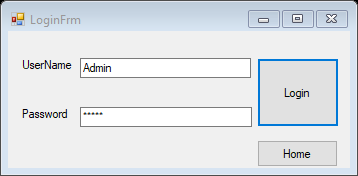 LoginFrm
UserName Admin
Login
Password *****
Home